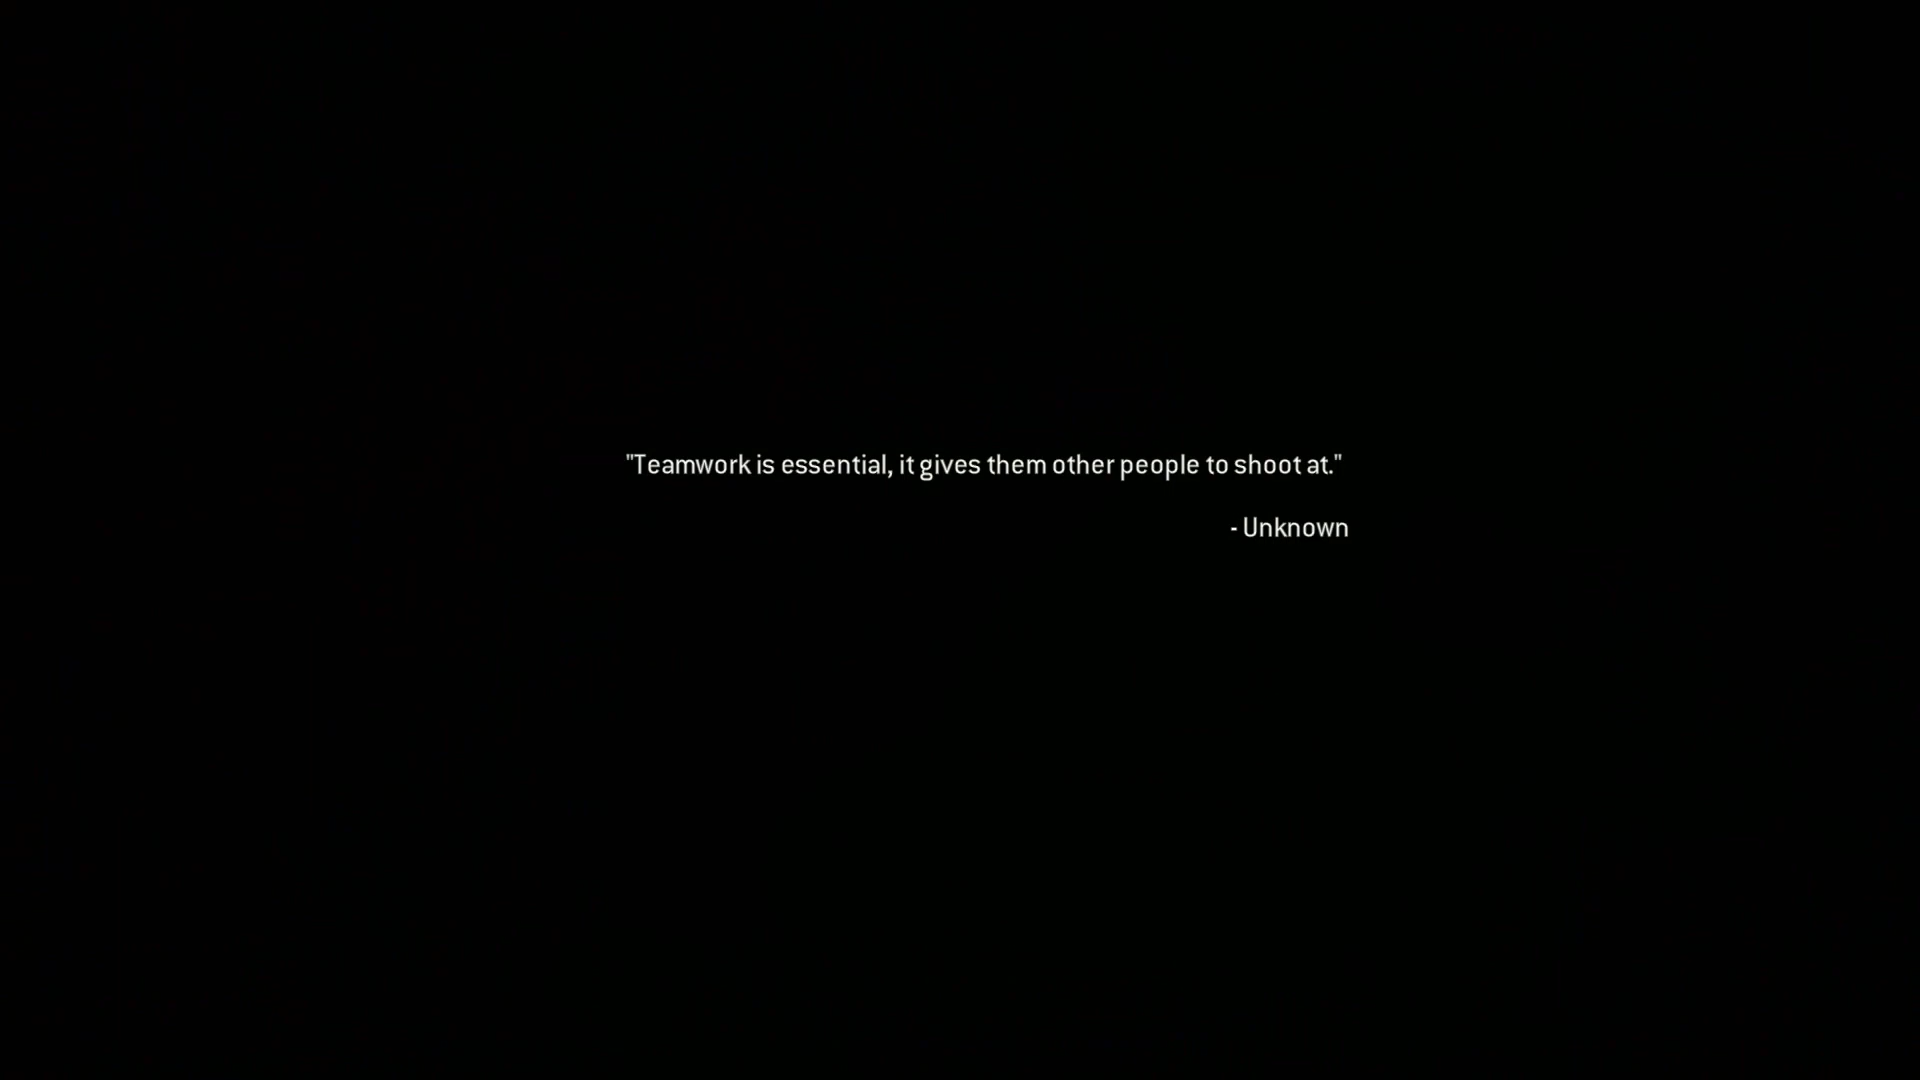 "Teamwork is essential, it gives them other people to shoot at."
- Unknown